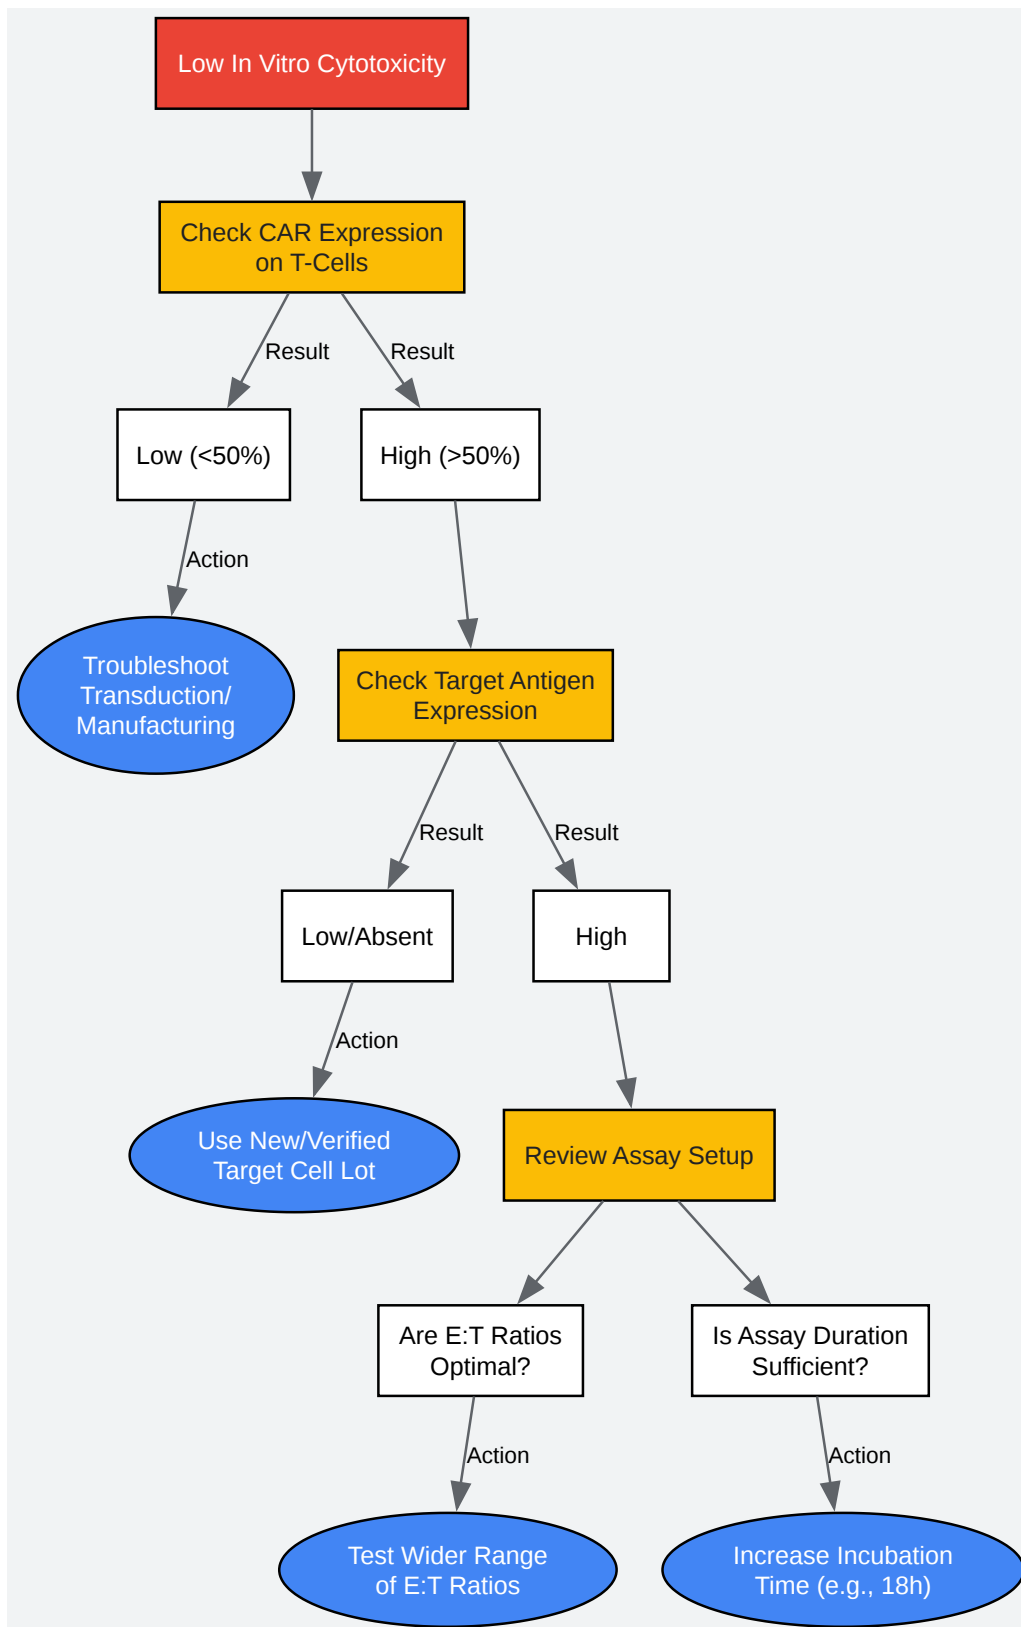 Low In Vitro Cytotoxicity
Check CAR Expression
on T-Cells
Result
Result
Low (<50%)
High (>50%)
Action
Troubleshoot
Transduction/
Manufacturing
Check Target Antigen
Expression
Result
Result
Low/Absent
High
Action
Use New/Verified
Target Cell Lot
Review Assay Setup
Are E:T Ratios
Optimal?
Is Assay Duration
Sufficient?
Action
Action
Test Wider Range
of E:T Ratios
Increase Incubation
Time (e.g., 18h)